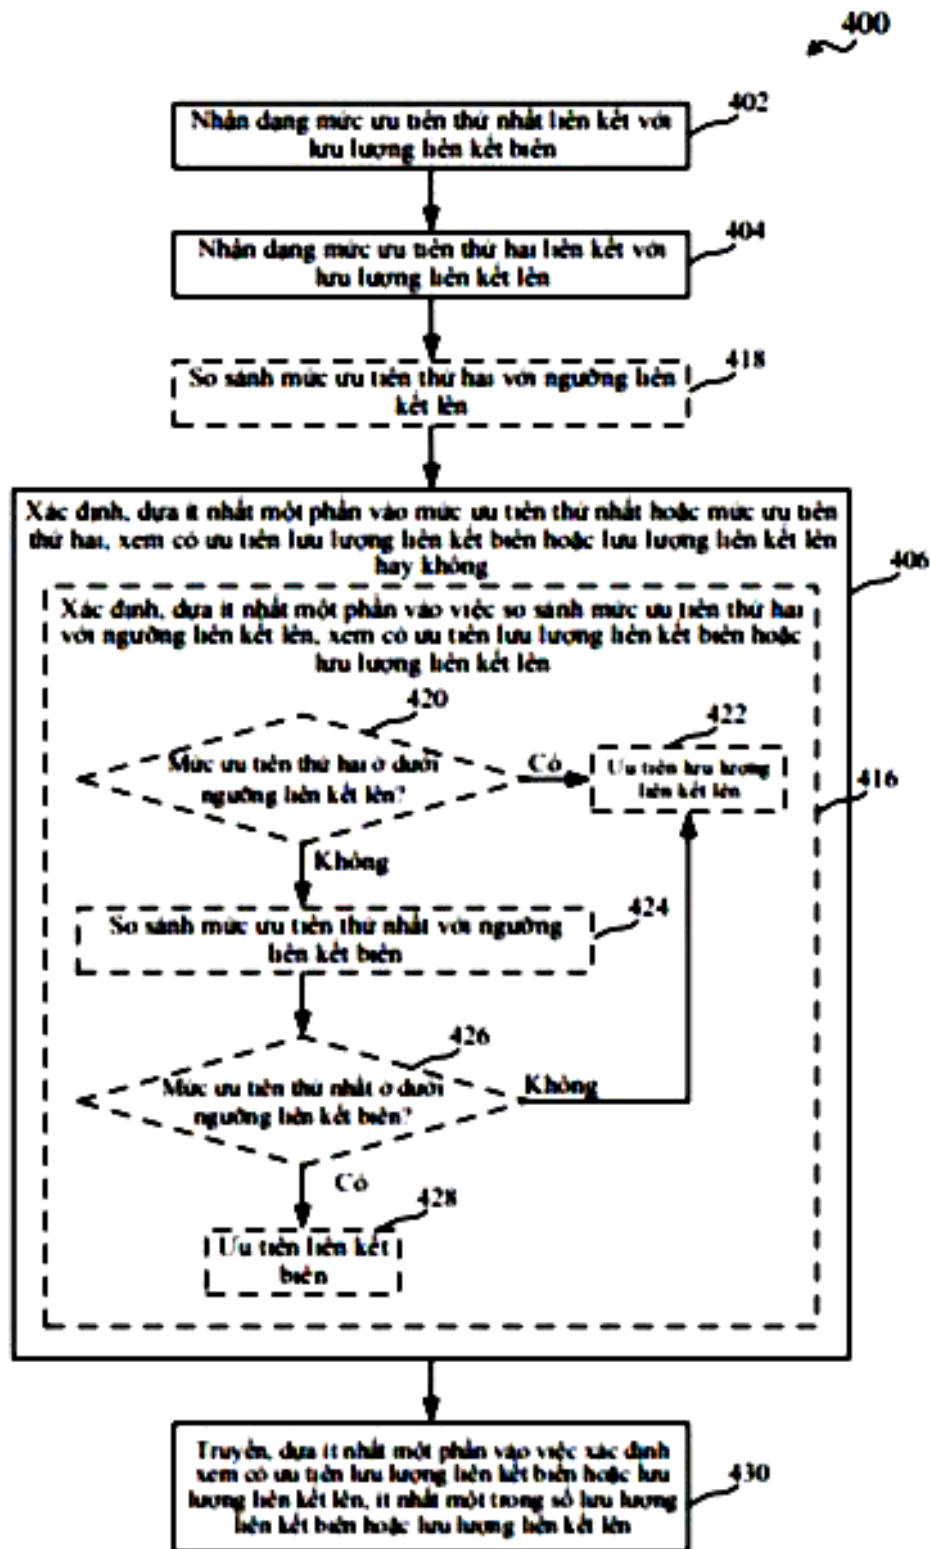 400
402
Nhận dạng mức ưu tiên thứ nhất liên kết với
lưu lượng liên kết biên
404
Nhận dạng mức ưu tiên thứ hai liên kết với
lưu lượng liên kết lên
418
So sánh mức ưu tiên thứ hai với ngưỡng liên
kết lên
Xác định, dựa ít nhất một phần vào mức ưu tiên thứ nhất hoặc mức ưu tiên
thứ hai, xem có ưu tiên lưu lượng liên kết biên hoặc lưu lượng liên kết lên
hay không
406
Xác định, dựa ít nhất một phần vào việc so sánh mức ưu tiên thứ hai
với ngưỡng liên kết lên, xem có ưu tiên lưu lượng liên kết biên hoặc
lưu lượng liên kết lên
420
Mức ưu tiên thứ hai ở dưới
ngưỡng liên kết lên?
Có
422
Ưu tiên lưu lượng
liên kết lên
416
Không
So sánh mức ưu tiên thứ nhất với ngưỡng
liên kết biên
424
426
Mức ưu tiên thứ nhất ở dưới
ngưỡng liên kết biên?
Không
Có
428
Ưu tiên liên kết
biên
Truyền, dựa ít nhất một phần vào việc xác định
xem có ưu tiên lưu lượng liên kết biên hoặc lưu
lượng liên kết lên, ít nhất một trong số lưu lượng
liên kết biên hoặc lưu lượng liên kết lên
430